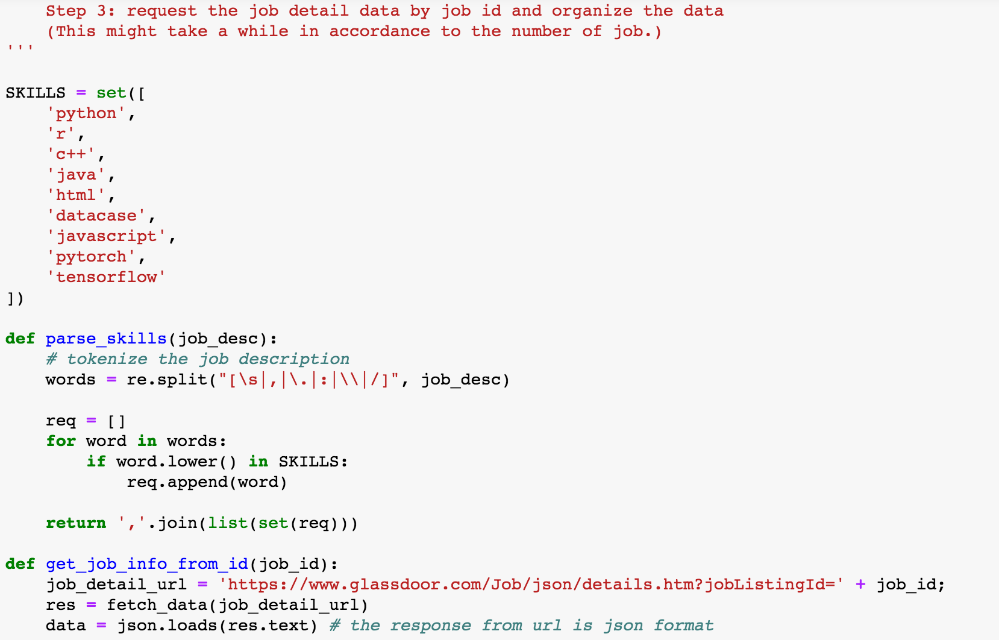 Step 3: request the job detail data by job id and organize the data
    (This might take a while in accordance to the number of job.)
'''
SKILLS = set([
    'python',
    'r',
    'c++',
    'java',
    'html',
    'datacase',
    'javascript',
    'pytorch',
    'tensorflow'
])
def parse_skills(job_desc):
    # tokenize the job description
    words = re.split("[\s|,|\.|:|\\|/]", job_desc)
    req = []
    for word in words:
        if word.lower() in SKILLS:
            req.append(word)
    return ','.join(list(set(req)))
def get_job_info_from_id(job_id):
    job_detail_url = 'https://www.glassdoor.com/Job/json/details.htm?jobListingId=' + job_id;
    res = fetch_data(job_detail_url)
    data = json.loads(res.text) # the response from url is json format